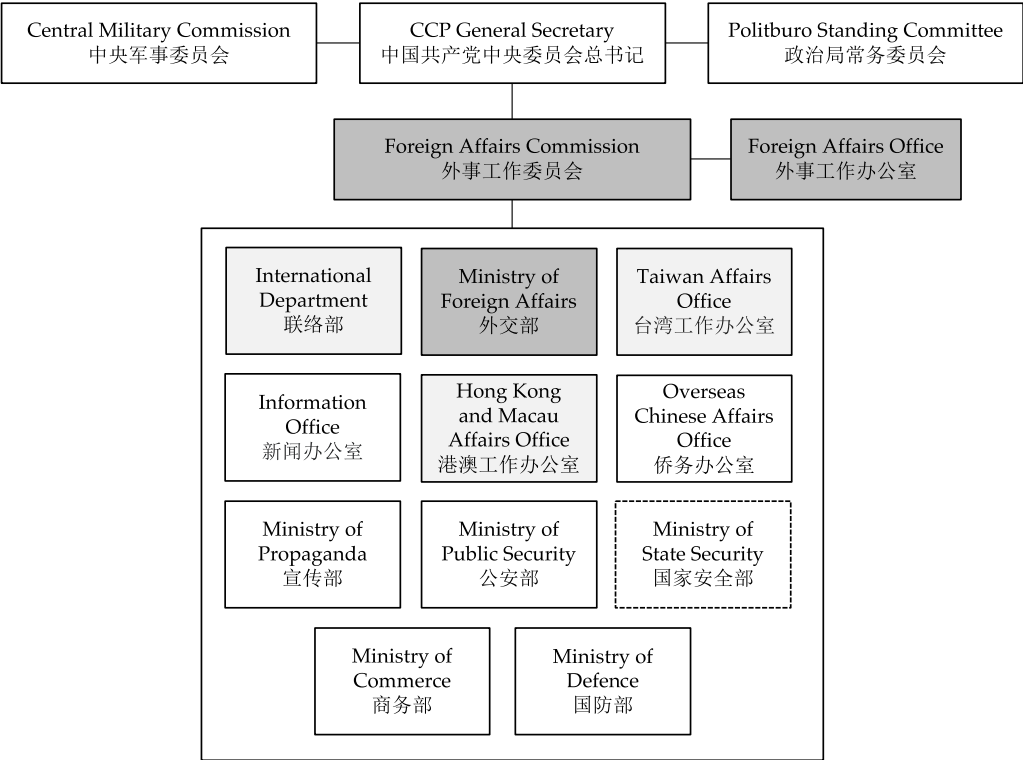 Central Military Commission
中央军事委员会
CCP General Secretary
中国共产党中央委员会总书记
Politburo Standing Committee
政治局常务委员会
Foreign Affairs Commission
外事工作委员会
Foreign Affairs Office
外事工作办公室
International
Department
联络部
Ministry of
Foreign Affairs
外交部
Taiwan Affairs
Office
台湾工作办公室
Information
Office
新闻办公室
Hong Kong
and Macau
Affairs Office
港澳工作办公室
Overseas
Chinese Affairs
Office
侨务办公室
Ministry of
Propaganda
宣传部
Ministry of
Public Security
公安部
Ministry of
State Security
国家安全部
Ministry of
Commerce
商务部
Ministry of
Defence
国防部